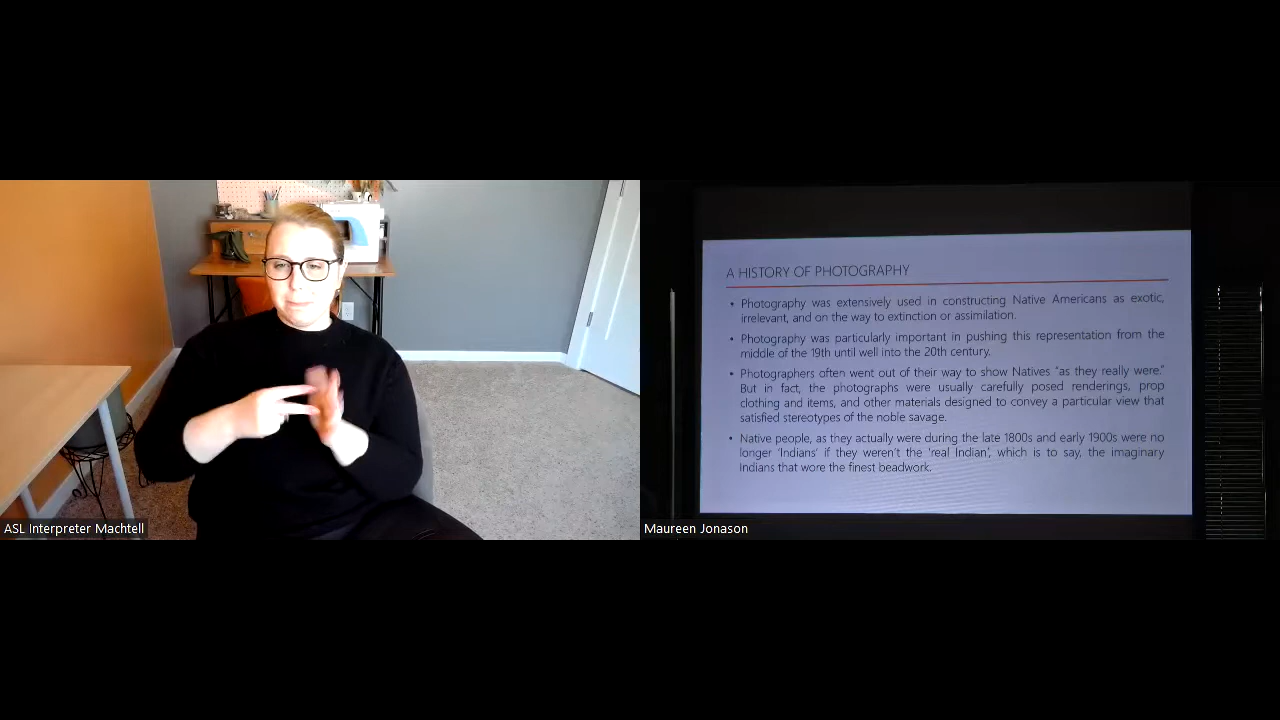 A HISTORY OF PHOTOGRAPHY
• Photography was extensively used in constructing Native Americans as exotic,
irrelevant, and on the way to extinction or assimilation.
• Photography was particularly important in pushing this representation from the
middle of the 19th until well into the 20th century.
• Photographers often went out of their way to show Natives "as they really were."
But in fact, the photographs were usually carefully posed renderings, prop
clothing and items, and other materials designed to convey a particular view that
satisfied stereotypes of the noble savage.
• Native people, as they actually were during the late 1800s and early 1900s were no
longer 'Indians' if they weren't the 'real Indian', which is to say, the imaginary
Indians that wore the finest beadwork.
ASL Interpreter Machtell
Maureen Jonason